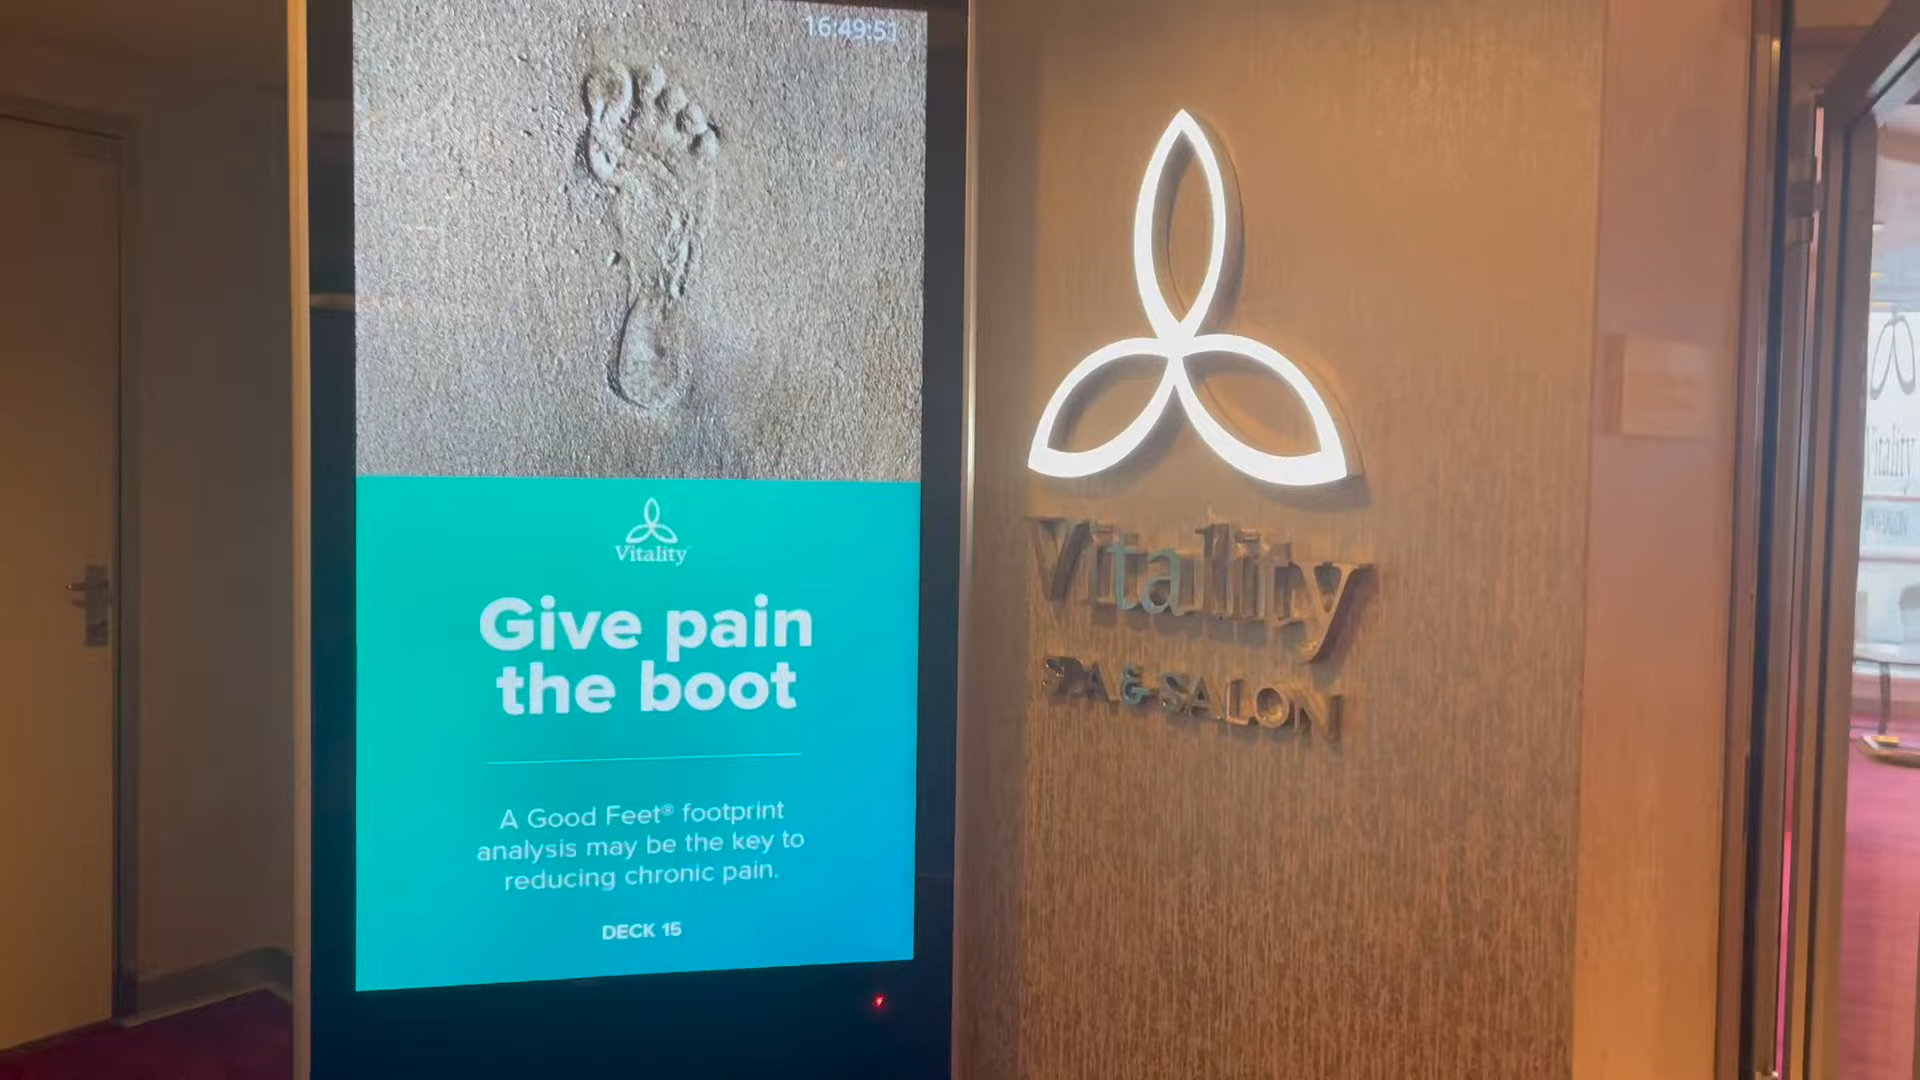 16:49:51
Vitality
Give pain
the boot
A Good Feet® footprint
analysis may be the key to
reducing chronic pain.
DECK 15
Vitality
SPA & SALON
Vitality